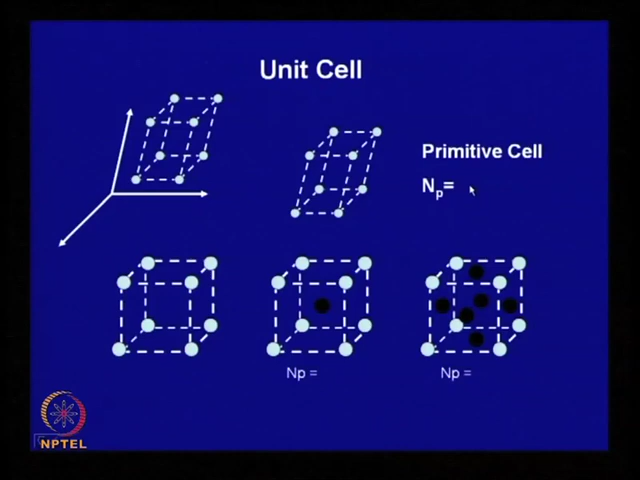 Unit Cell
Primitive Cell
Np=
Np =
Np =
NPTEL